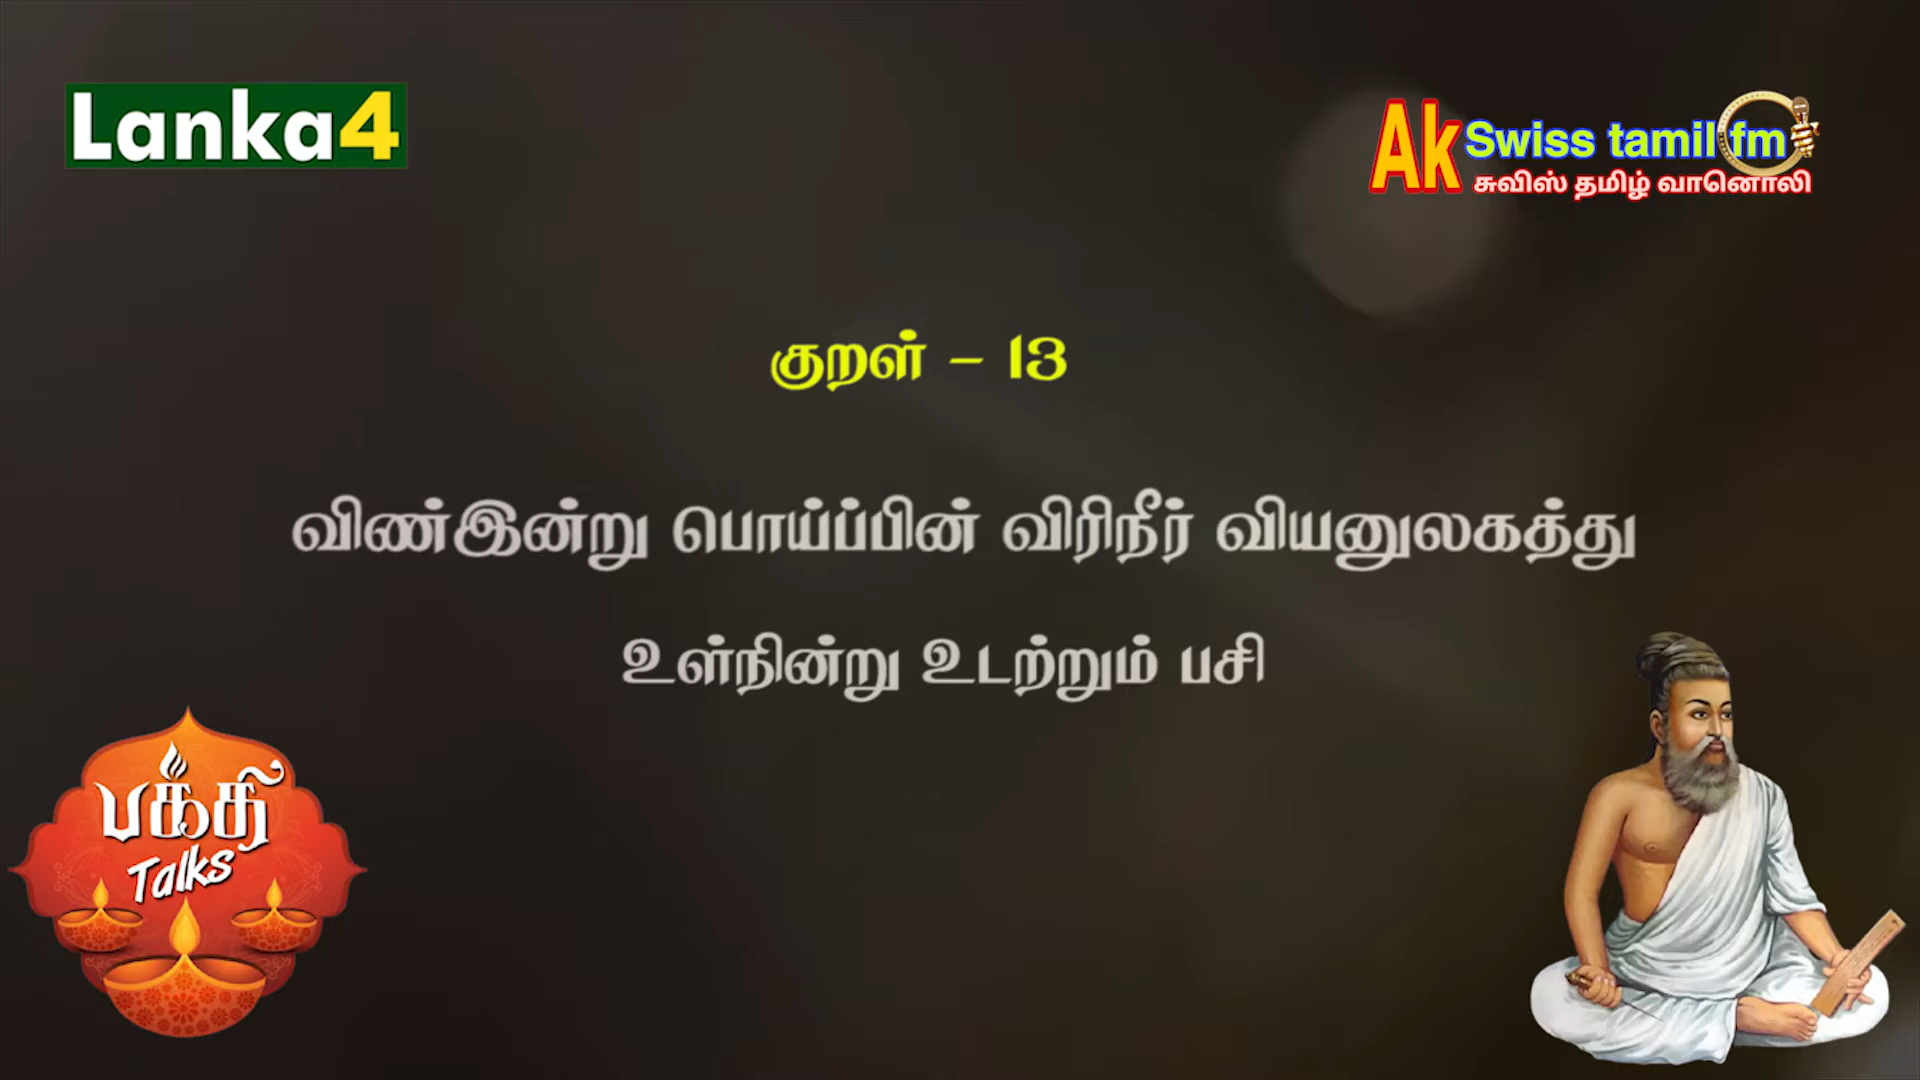 Lanka4
Ak Swiss tamil fm
சுவிஸ் தமிழ் வானொலி
குறள் - 13
விண்இன்று பொய்ப்பின் விரிநீர் வியனுலகத்து
உள்நின்று உடற்றும் பசி
பக்தி
Talks